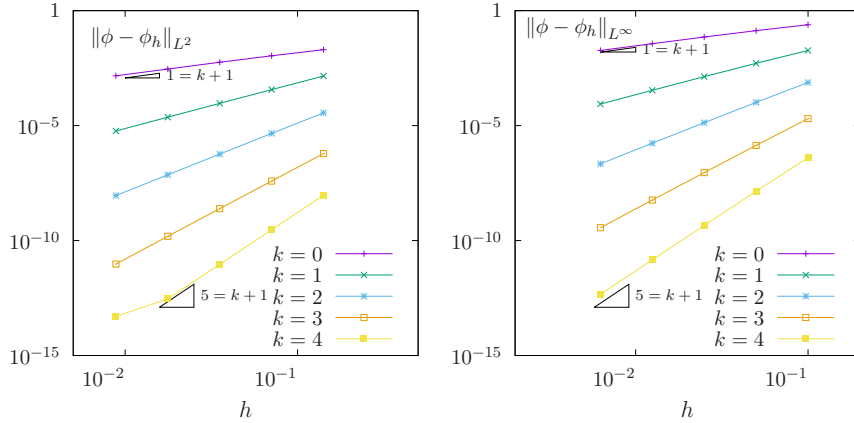 1
10⁻⁵
10⁻¹⁰
10⁻¹⁵
10⁻²
10⁻¹
h
‖ϕ − ϕₕ‖_{L²}
1 = k + 1
5 = k + 1
k = 0
k = 1
k = 2
k = 3
k = 4
1
10⁻⁵
10⁻¹⁰
10⁻¹⁵
10⁻²
10⁻¹
h
‖ϕ − ϕₕ‖_{L^∞}
1 = k + 1
5 = k + 1
k = 0
k = 1
k = 2
k = 3
k = 4